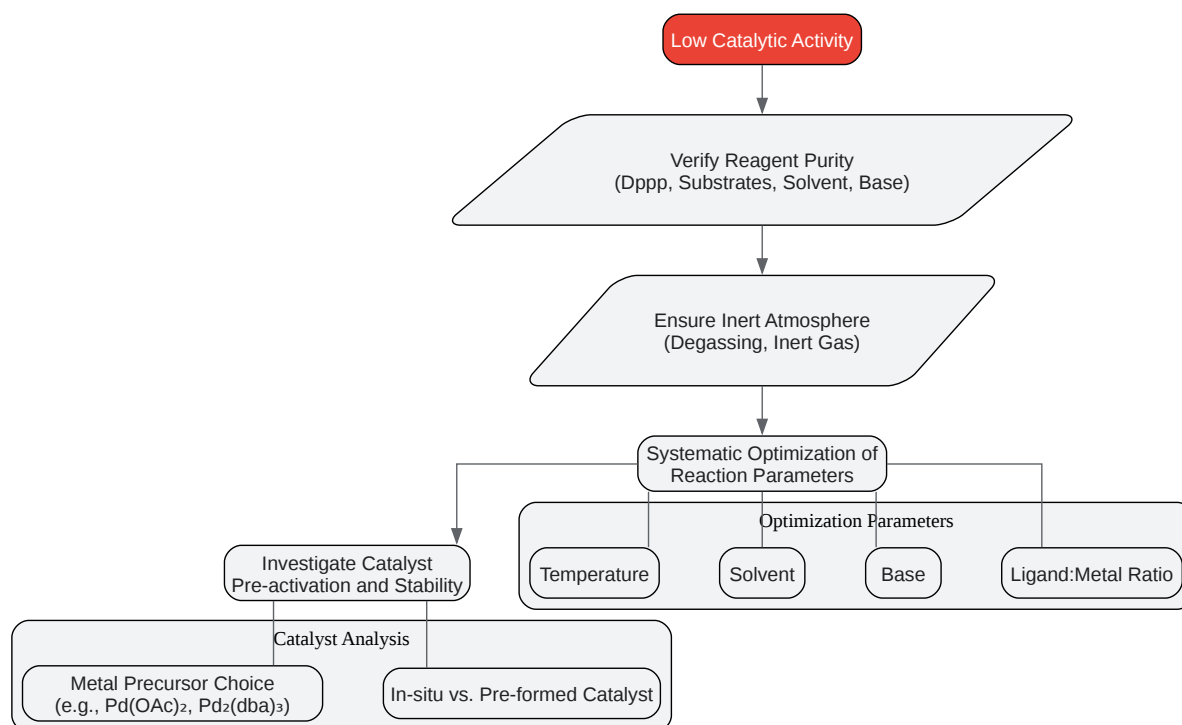 Low Catalytic Activity
Verify Reagent Purity
(Dppp, Substrates, Solvent, Base)
Ensure Inert Atmosphere
(Degassing, Inert Gas)
Systematic Optimization of
Reaction Parameters
Optimization Parameters
Temperature
Solvent
Base
Ligand:Metal Ratio
Investigate Catalyst
Pre-activation and Stability
Catalyst Analysis
Metal Precursor Choice
(e.g., Pd(OAc)₂, Pd₂(dba)₃)
In-situ vs. Pre-formed Catalyst